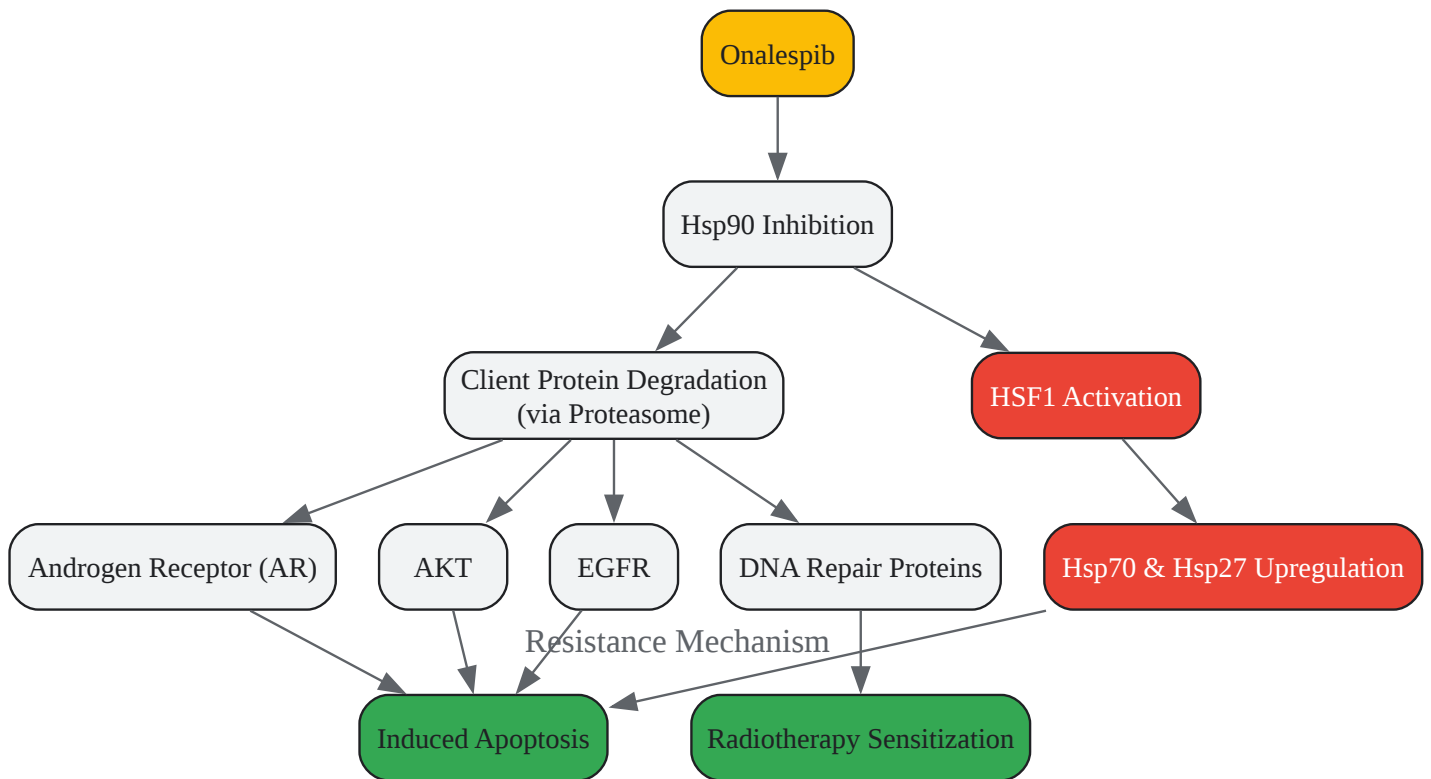 Onalespib
Hsp90 Inhibition
Client Protein Degradation
(via Proteasome)
HSF1 Activation
Androgen Receptor (AR)
AKT
EGFR
DNA Repair Proteins
Hsp70 & Hsp27 Upregulation
Resistance Mechanism
Induced Apoptosis
Radiotherapy Sensitization